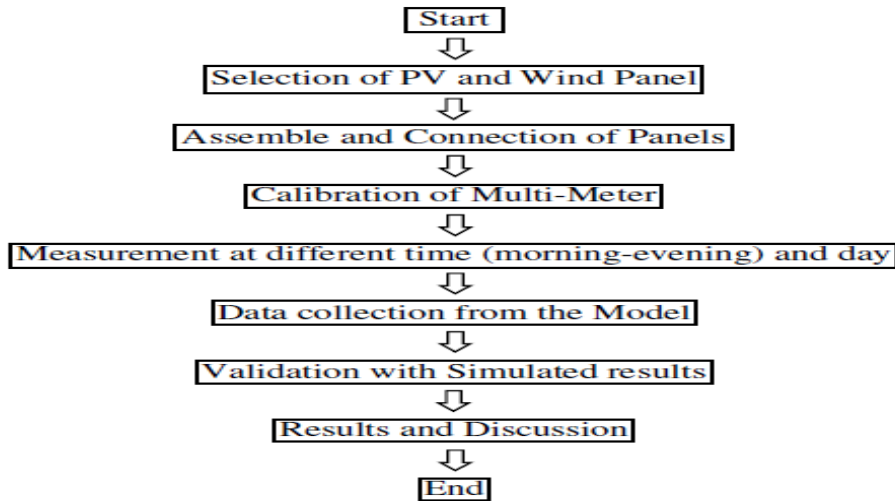 Start
Selection of PV and Wind Panel
Assemble and Connection of Panels
Calibration of Multi-Meter
Measurement at different time (morning-evening) and day
Data collection from the Model
Validation with Simulated results
Results and Discussion
End